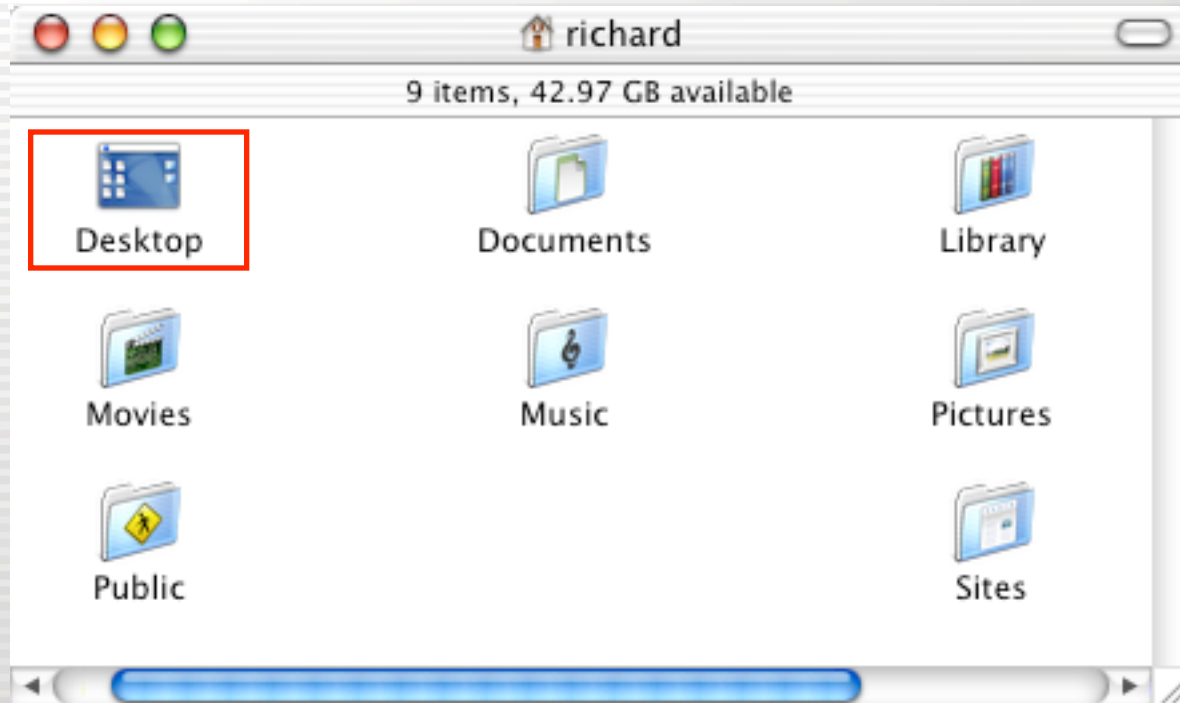 richard
9 items, 42.97 GB available
Desktop Documents Library
Movies Music Pictures
Public Sites